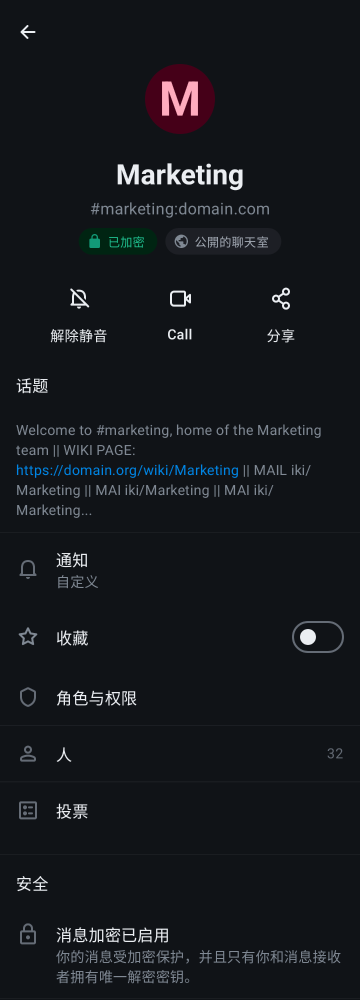 M
Marketing
#marketing:domain.com
已加密
公開的聊天室
解除静音
Call
分享
话题
Welcome to #marketing, home of the Marketing
team || WIKI PAGE:
https://domain.org/wiki/Marketing || MAIL iki/
Marketing || MAI iki/Marketing || MAI iki/
Marketing...
通知
自定义
收藏
角色与权限
人
32
投票
安全
消息加密已启用
你的消息受加密保护，并且只有你和消息接收
者拥有唯一解密密钥。